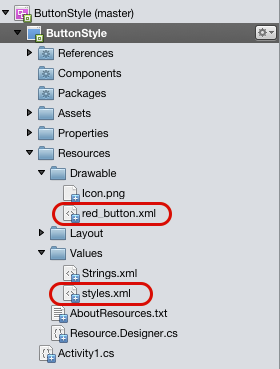 ButtonStyle (master)
ButtonStyle
References
Components
Packages
Assets
Properties
Resources
Drawable
Icon.png
red_button.xml
Layout
Values
Strings.xml
styles.xml
AboutResources.txt
Resource.Designer.cs
Activity1.cs